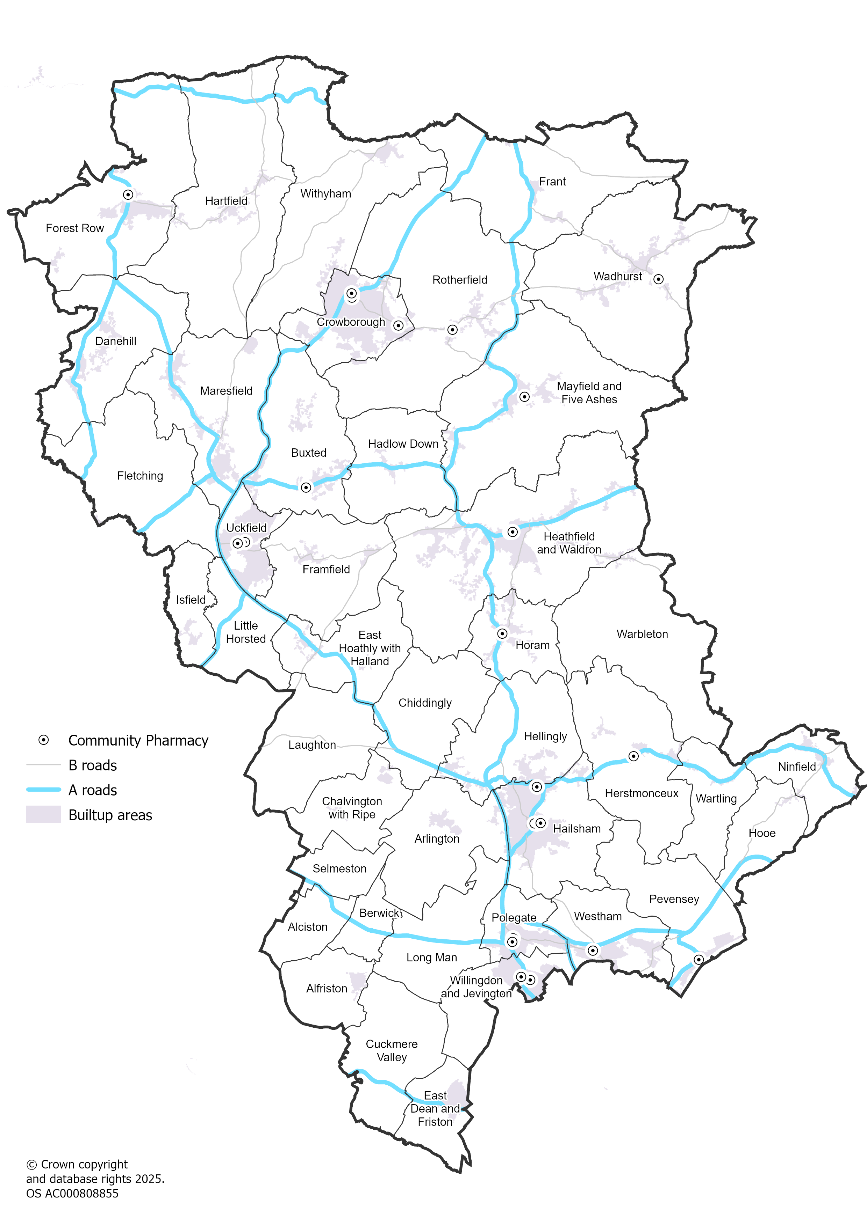 Frant
Hartfield
Withyham
Forest Row
Wadhurst
Rotherfield
Crowborough
Danehill
Maresfield
Mayfield and
Five Ashes
Hadlow Down
Buxted
Fletching
Uckfield
Heathfield
and Waldron
Framfield
Isfield
Little
Horsted
East
Hoathly with
Halland
Horam
Warbleton
Chiddingly
Hellingly
Laughton
Community Pharmacy
B roads
A roads
Builtup areas
Ninfield
Herstmonceux
Wartling
Chalvington
with Ripe
Hooe
Hailsham
Arlington
Selmeston
Pevensey
Berwick
Polegate
Westham
Alciston
Long Man
Willingdon
and Jevington
Alfriston
Cuckmere
Valley
East
Dean and
Friston
© Crown copyright
and database rights 2025.
OS AC000808855